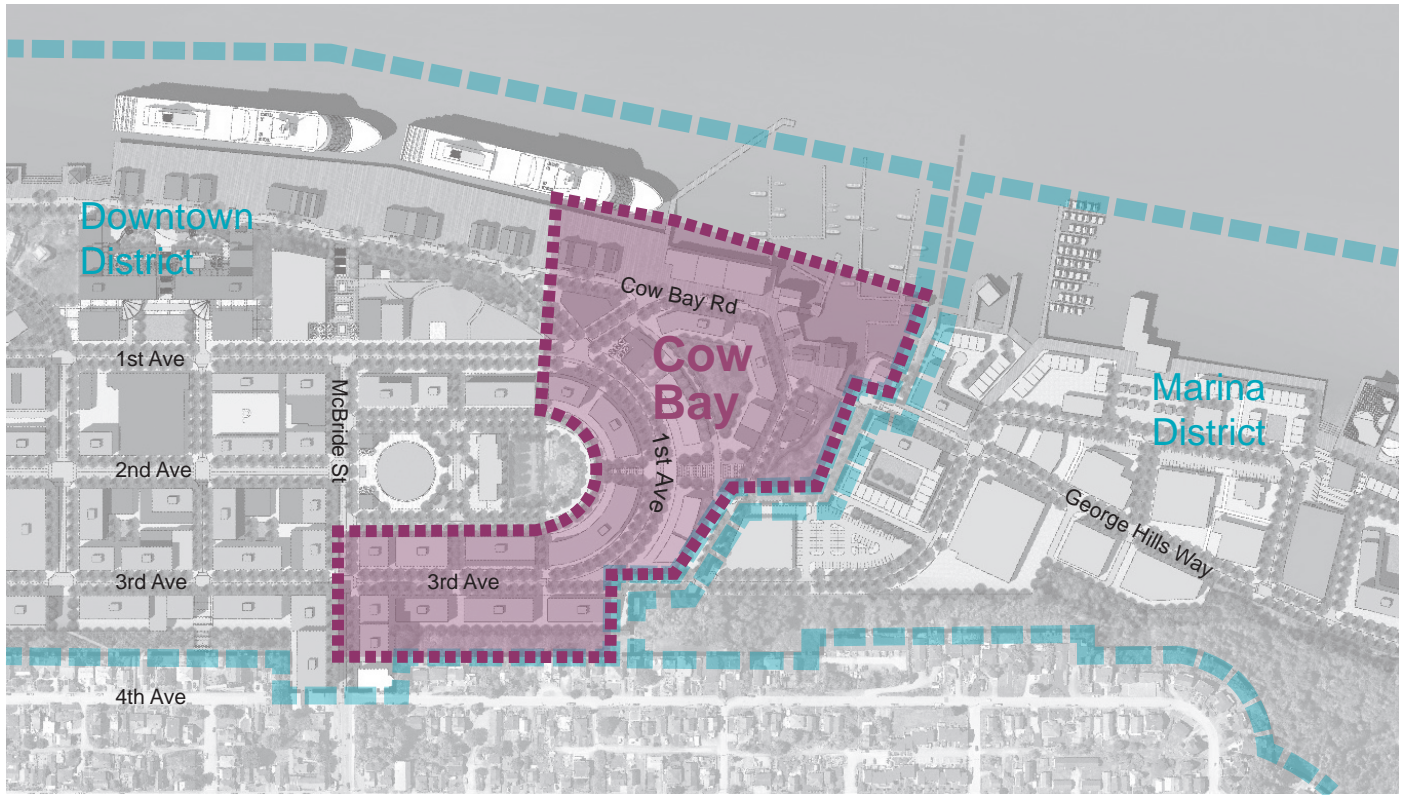 Downtown
District
Cow Bay Rd
Cow
Bay
1st Ave
McBride St
Marina
District
1st Ave
2nd Ave
George Hills Way
3rd Ave
3rd Ave
4th Ave